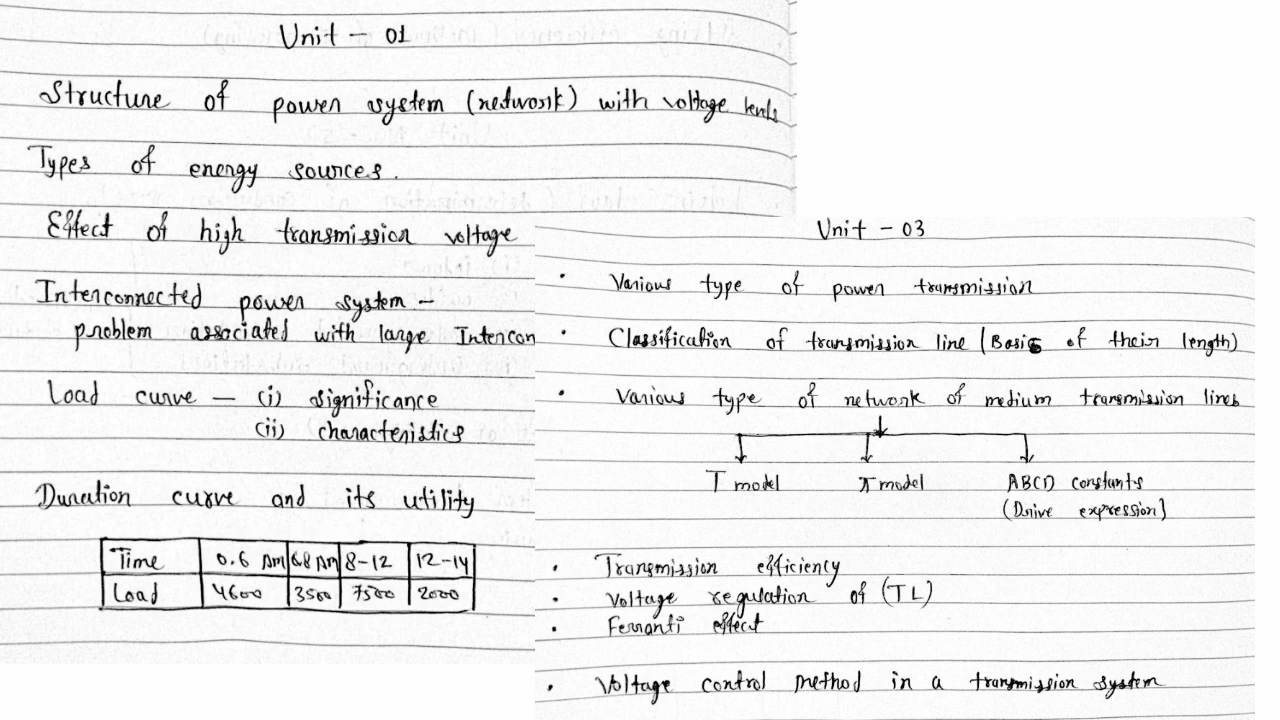 Unit - 01
Structure of power system (network) with voltage levels
Types of energy sources.
Effect of high transmission voltage
Interconnected power system -
problem associated with large Intercon
Load curve - (i) significance
(ii) characteristics
Duration curve and its utility
Time 0.6 AM 6.8 AM 8-12 12-14
Load 4600 3500 7500 2000
Unit - 03
• Various type of power transmission
• Classification of transmission line (Basis of their length)
• Various type of network of medium transmission lines
T model π model ABCD constants
(Drive expression)
• Transmission efficiency
• Voltage regulation of (TL)
• Ferranti effect
• Voltage control method in a transmission system